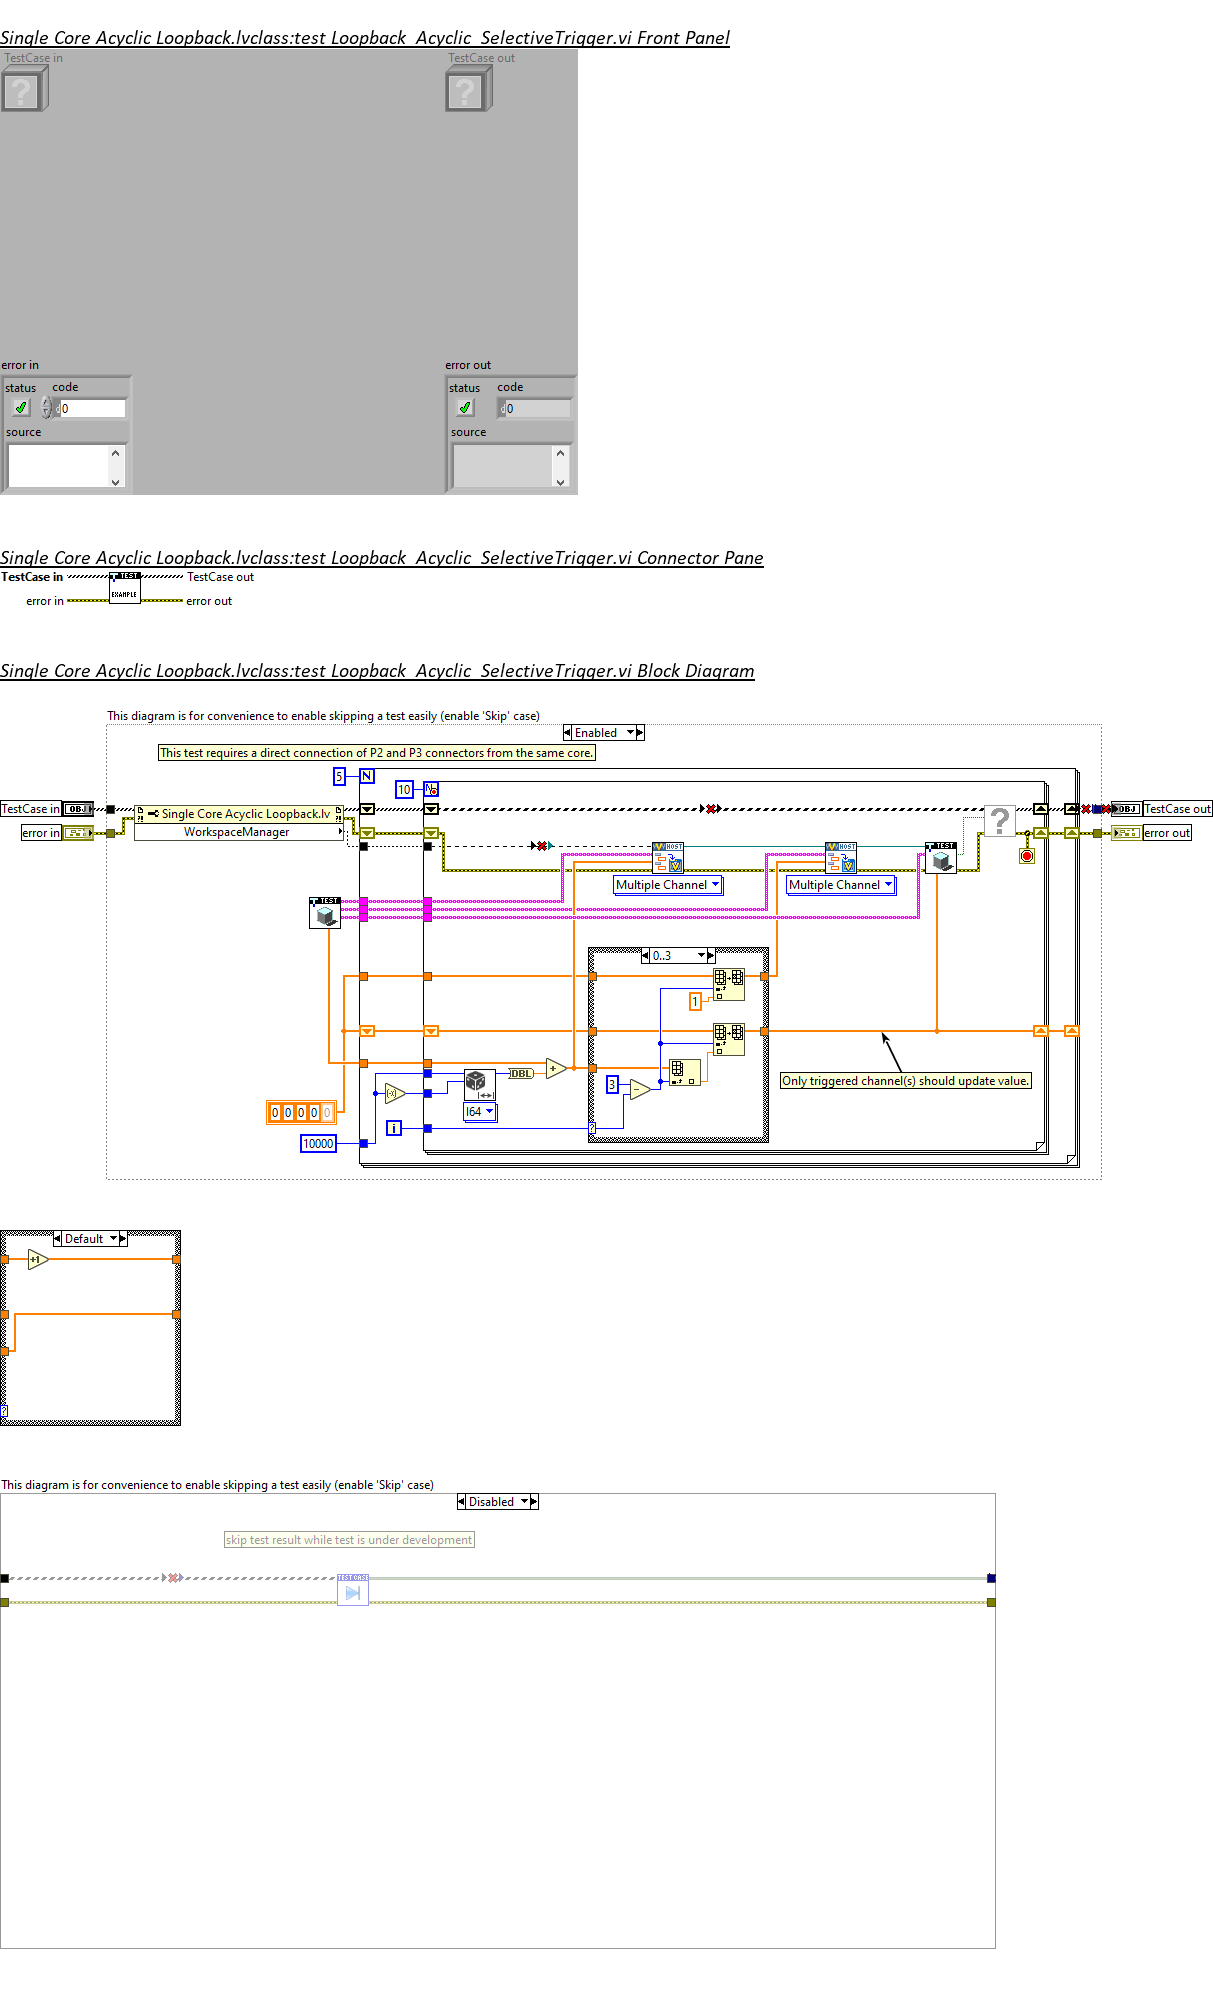 Single Core Acyclic Loopback.lvclass:test Loopback_Acyclic_SelectiveTrigger.vi Front Panel
TestCase in
TestCase out
error in
error out
status
code
status
code
0
0
source
source
Single Core Acyclic Loopback.lvclass:test Loopback_Acyclic_SelectiveTrigger.vi Connector Pane
TestCase in
TEST
TestCase out
error in
EXAMPLE
error out
Single Core Acyclic Loopback.lvclass:test Loopback_Acyclic_SelectiveTrigger.vi Block Diagram
This diagram is for convenience to enable skipping a test easily (enable 'Skip' case)
Enabled
This test requires a direct connection of P2 and P3 connectors from the same core.
5
N
10
N
TestCase in
OBJ
Single Core Acyclic Loopback.lv
?
OBJ
TestCase out
error in
WorkspaceManager
error out
HOST
HOST
TEST
Multiple Channel
Multiple Channel
TEST
0..3
1
Only triggered channel(s) should update value.
DBL
+
3
-
(x)
I64
0 0 0 0 0
i
?
10000
Default
+1
?
This diagram is for convenience to enable skipping a test easily (enable 'Skip' case)
Disabled
skip test result while test is under development
TEST CASE